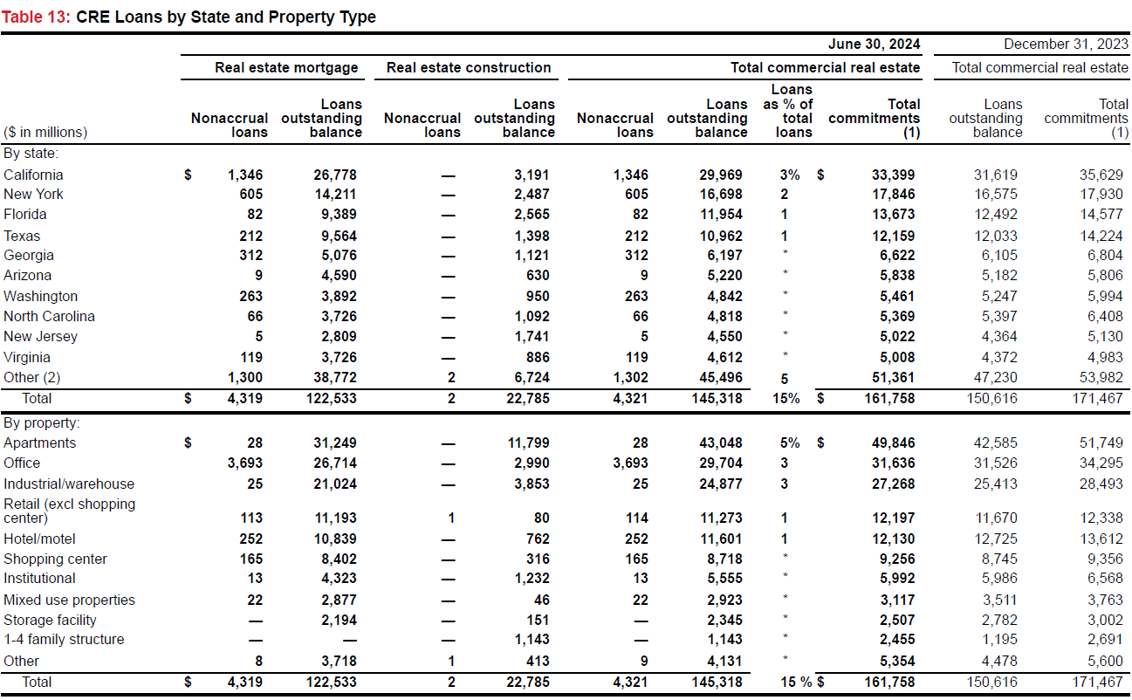 Table 13: CRE Loans by State and Property Type
June 30, 2024 December 31, 2023
Real estate mortgage Real estate construction Total commercial real estate Total commercial real estate
($ in millions) Nonaccrual loans Loans outstanding balance Nonaccrual loans Loans outstanding balance Nonaccrual loans Loans outstanding balance Loans as % of total loans Total commitments (1) Loans outstanding balance Total commitments (1)
By state:
California $ 1,346 26,778 — 3,191 1,346 29,969 3% $ 33,399 31,619 35,629
New York 605 14,211 — 2,487 605 16,698 2 17,846 16,575 17,930
Florida 82 9,389 — 2,565 82 11,954 1 13,673 12,492 14,577
Texas 212 9,564 — 1,398 212 10,962 1 12,159 12,033 14,224
Georgia 312 5,076 — 1,121 312 6,197 * 6,622 6,105 6,804
Arizona 9 4,590 — 630 9 5,220 * 5,838 5,182 5,806
Washington 263 3,892 — 950 263 4,842 * 5,461 5,247 5,994
North Carolina 66 3,726 — 1,092 66 4,818 * 5,369 5,397 6,408
New Jersey 5 2,809 — 1,741 5 4,550 * 5,022 4,364 5,130
Virginia 119 3,726 — 886 119 4,612 * 5,008 4,372 4,983
Other (2) 1,300 38,772 2 6,724 1,302 45,496 5 51,361 47,230 53,982
Total $ 4,319 122,533 2 22,785 4,321 145,318 15% $ 161,758 150,616 171,467
By property:
Apartments $ 28 31,249 — 11,799 28 43,048 5% $ 49,846 42,585 51,749
Office 3,693 26,714 — 2,990 3,693 29,704 3 31,636 31,526 34,295
Industrial/warehouse 25 21,024 — 3,853 25 24,877 3 27,268 25,413 28,493
Retail (excl shopping
center) 113 11,193 1 80 114 11,273 1 12,197 11,670 12,338
Hotel/motel 252 10,839 — 762 252 11,601 1 12,130 12,725 13,612
Shopping center 165 8,402 — 316 165 8,718 * 9,256 8,745 9,356
Institutional 13 4,323 — 1,232 13 5,555 * 5,992 5,986 6,568
Mixed use properties 22 2,877 — 46 22 2,923 * 3,117 3,511 3,763
Storage facility — 2,194 — 151 — 2,345 * 2,507 2,782 3,002
1-4 family structure — — — 1,143 — 1,143 * 2,455 1,195 2,691
Other 8 3,718 1 413 9 4,131 * 5,354 4,478 5,600
Total $ 4,319 122,533 2 22,785 4,321 145,318 15 % $ 161,758 150,616 171,467